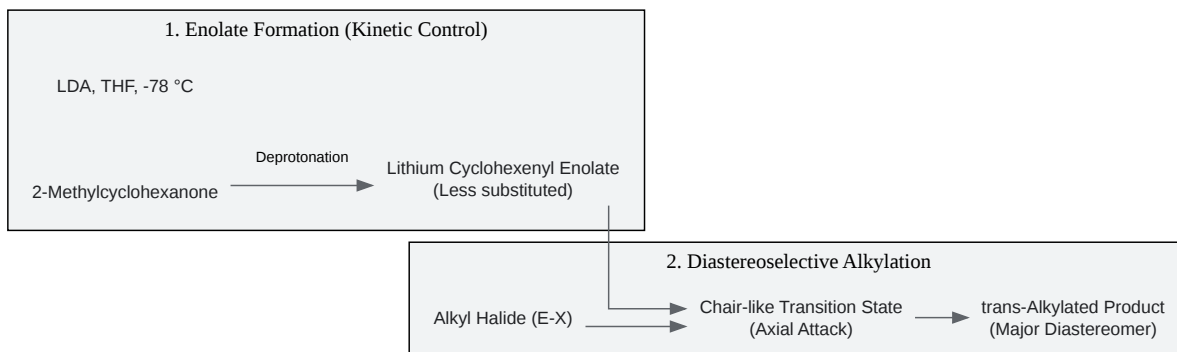 1. Enolate Formation (Kinetic Control)
LDA, THF, -78 °C
Deprotonation
2-Methylcyclohexanone
Lithium Cyclohexenyl Enolate
(Less substituted)
2. Diastereoselective Alkylation
Alkyl Halide (E-X)
Chair-like Transition State
(Axial Attack)
trans-Alkylated Product
(Major Diastereomer)